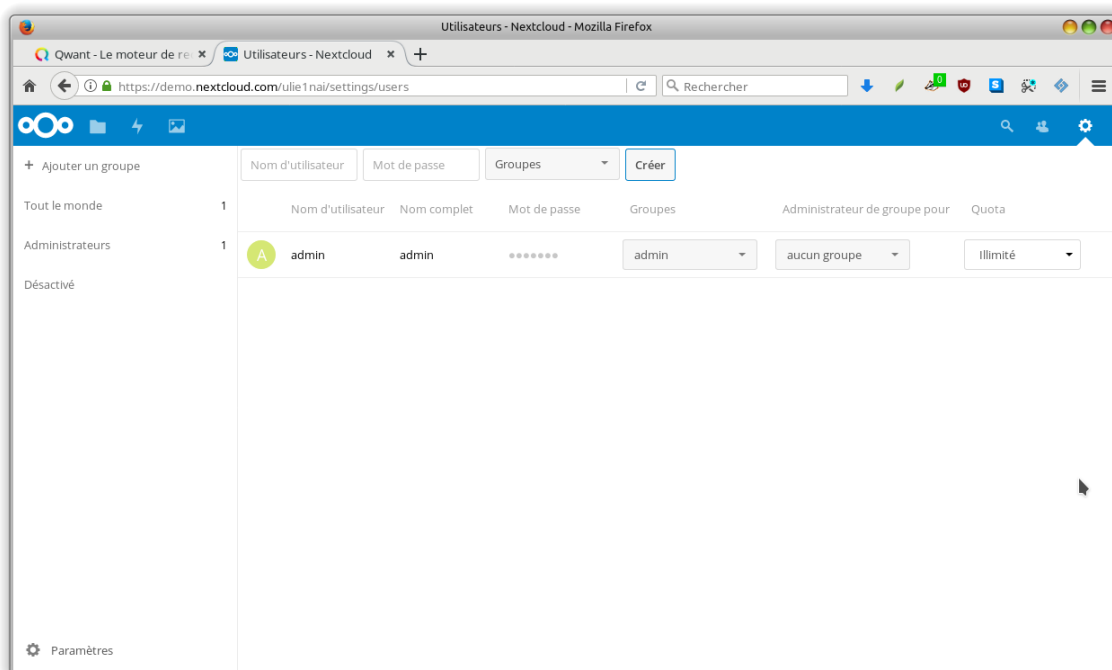 Utilisateurs - Nextcloud - Mozilla Firefox
Qwant - Le moteur de re
Utilisateurs - Nextcloud
https://demo.nextcloud.com/ulie1nai/settings/users
Rechercher
0
+ Ajouter un groupe
Nom d'utilisateur Mot de passe Groupes Créer
Tout le monde 1
Nom d'utilisateur Nom complet Mot de passe Groupes Administrateur de groupe pour Quota
Administrateurs 1
A admin admin ●●●●●●● admin aucun groupe Illimité
Désactivé
Paramètres